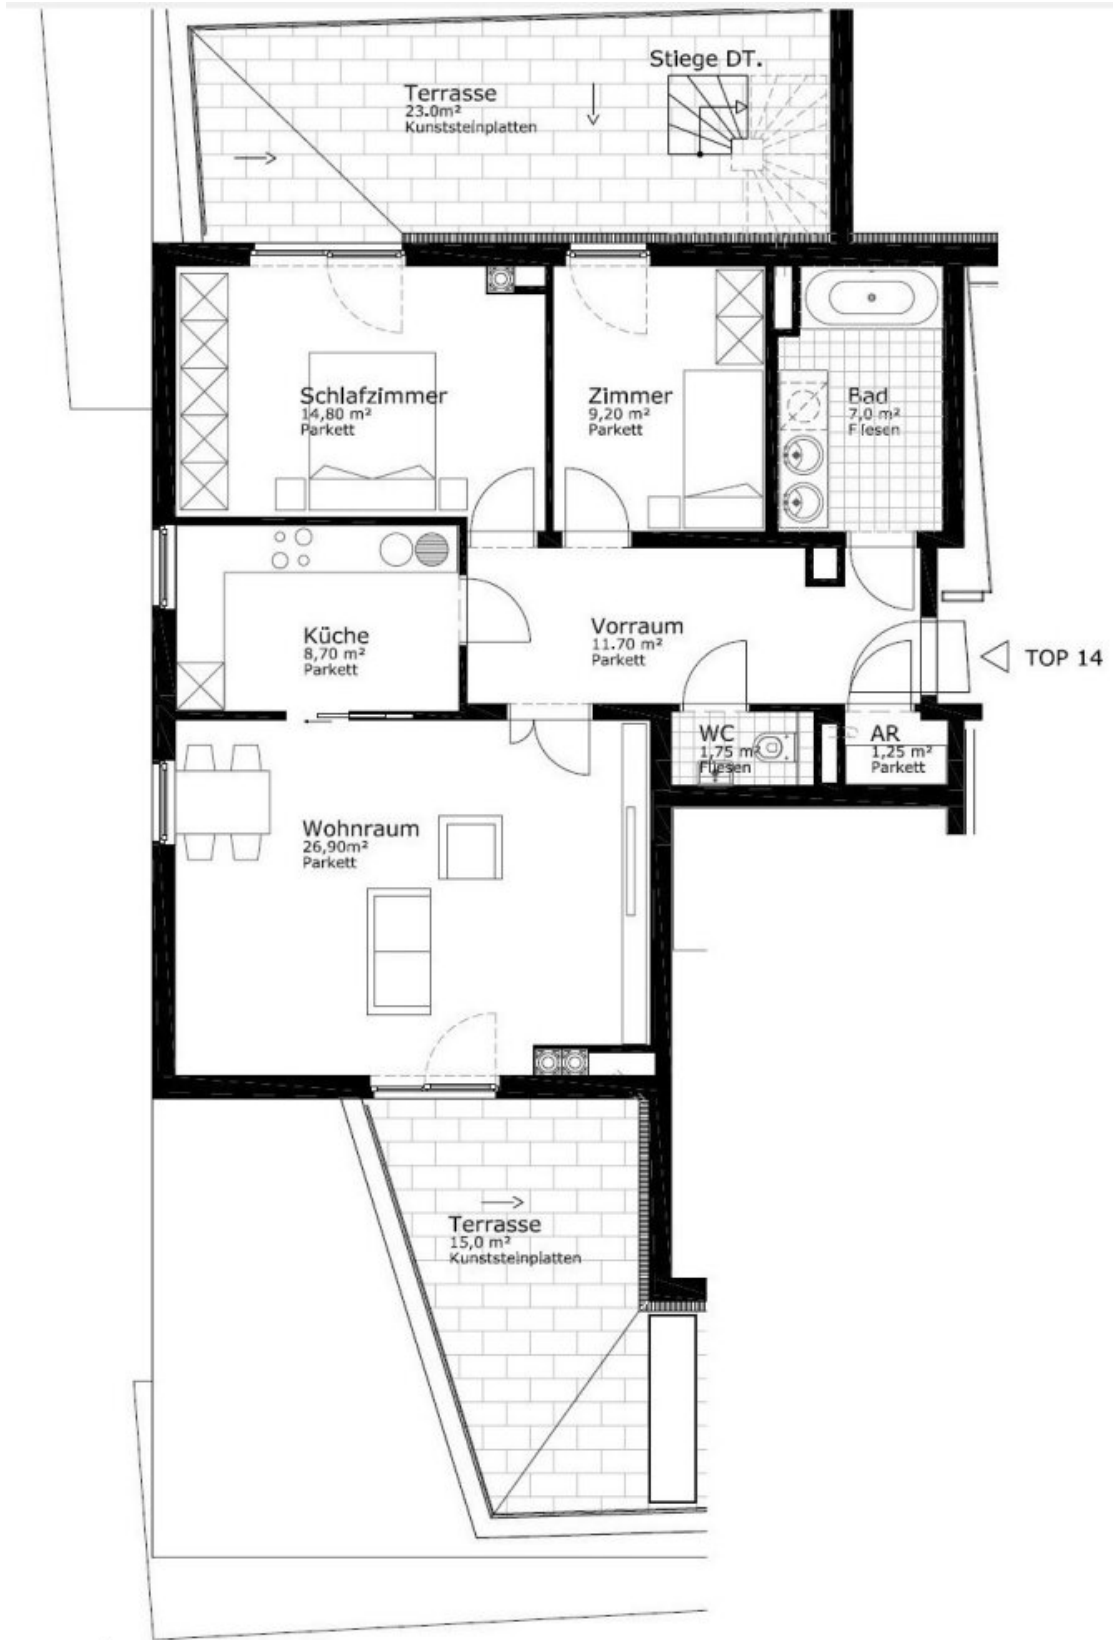 Stiege DT.
Terrasse
23.0m²
Kunststeinplatten
Schlafzimmer
14,80 m²
Parkett
Zimmer
9,20 m²
Parkett
Bad
7,0 m²
Fliesen
Küche
8,70 m²
Parkett
Vorraum
11.70 m²
Parkett
TOP 14
WC
1,75 m²
Fliesen
AR
1,25 m²
Parkett
Wohnraum
26,90m²
Parkett
Terrasse
15,0 m²
Kunststeinplatten